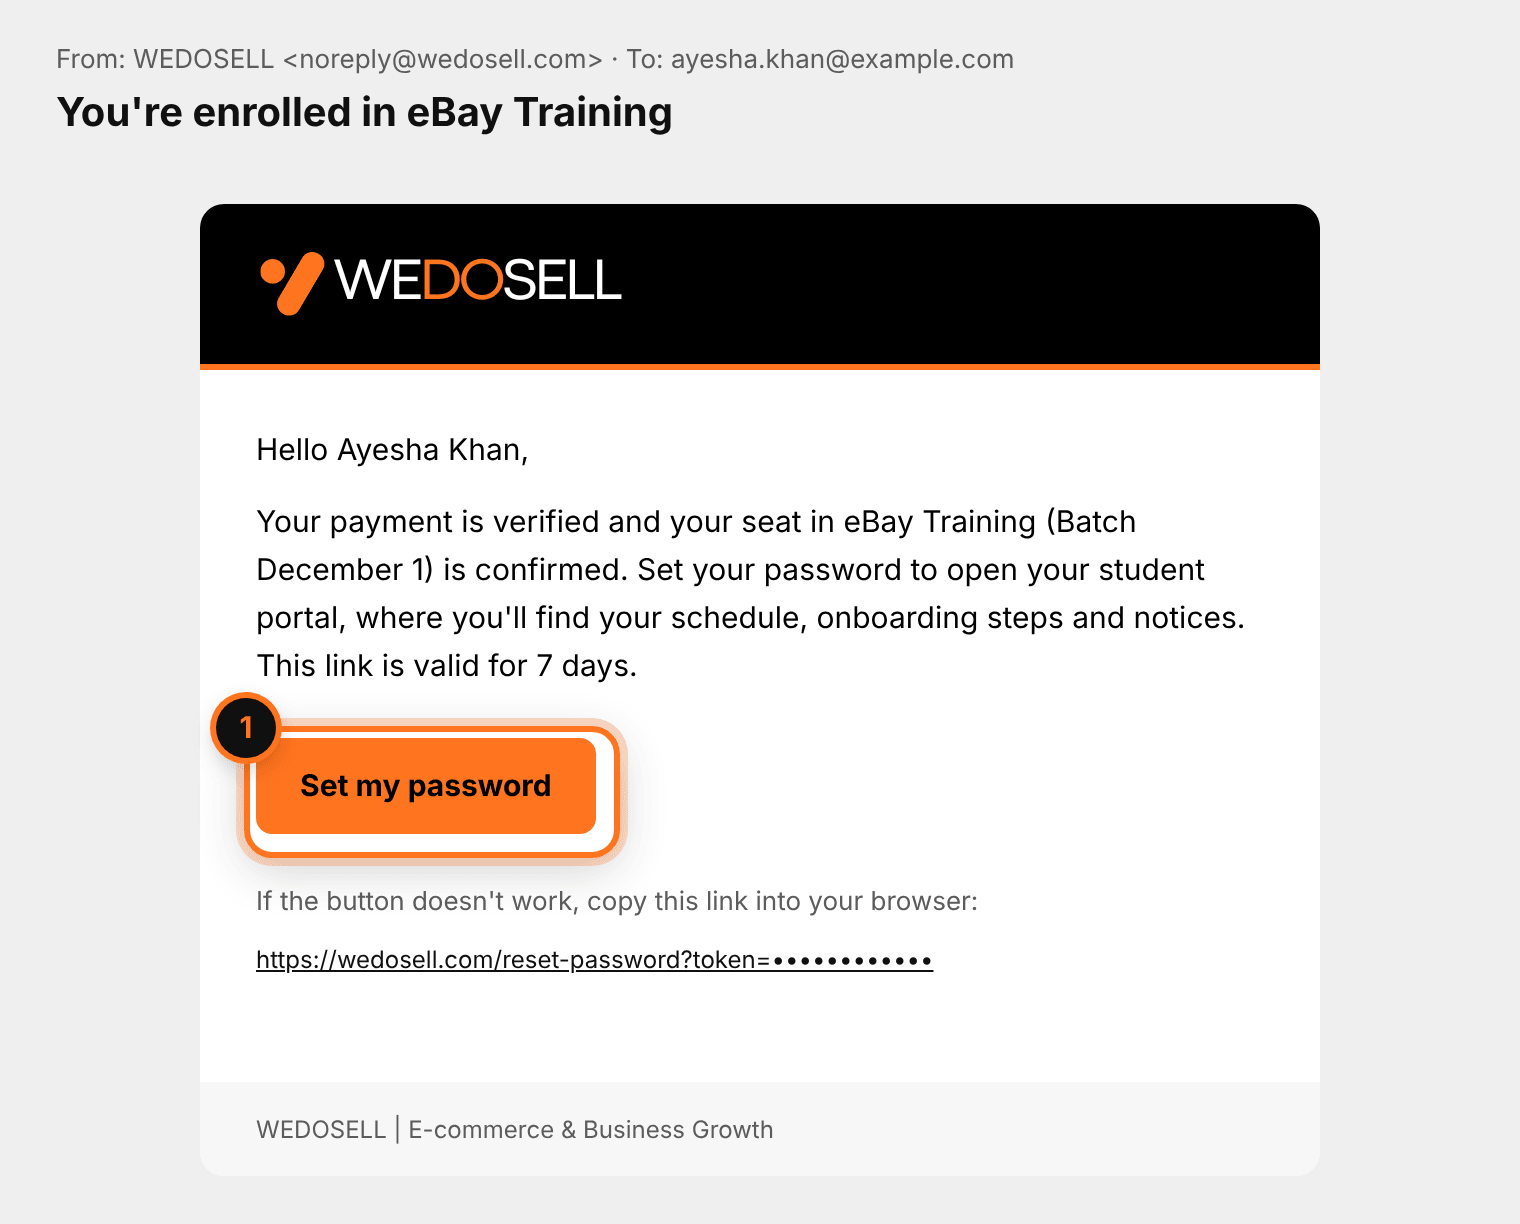 From: WEDOSELL <noreply@wedosell.com> · To: ayesha.khan@example.com
You're enrolled in eBay Training
WEDOSELL
Hello Ayesha Khan,
Your payment is verified and your seat in eBay Training (Batch
December 1) is confirmed. Set your password to open your student
portal, where you'll find your schedule, onboarding steps and notices.
This link is valid for 7 days.
1
Set my password
If the button doesn't work, copy this link into your browser:
https://wedosell.com/reset-password?token=••••••••••••
WEDOSELL | E-commerce & Business Growth